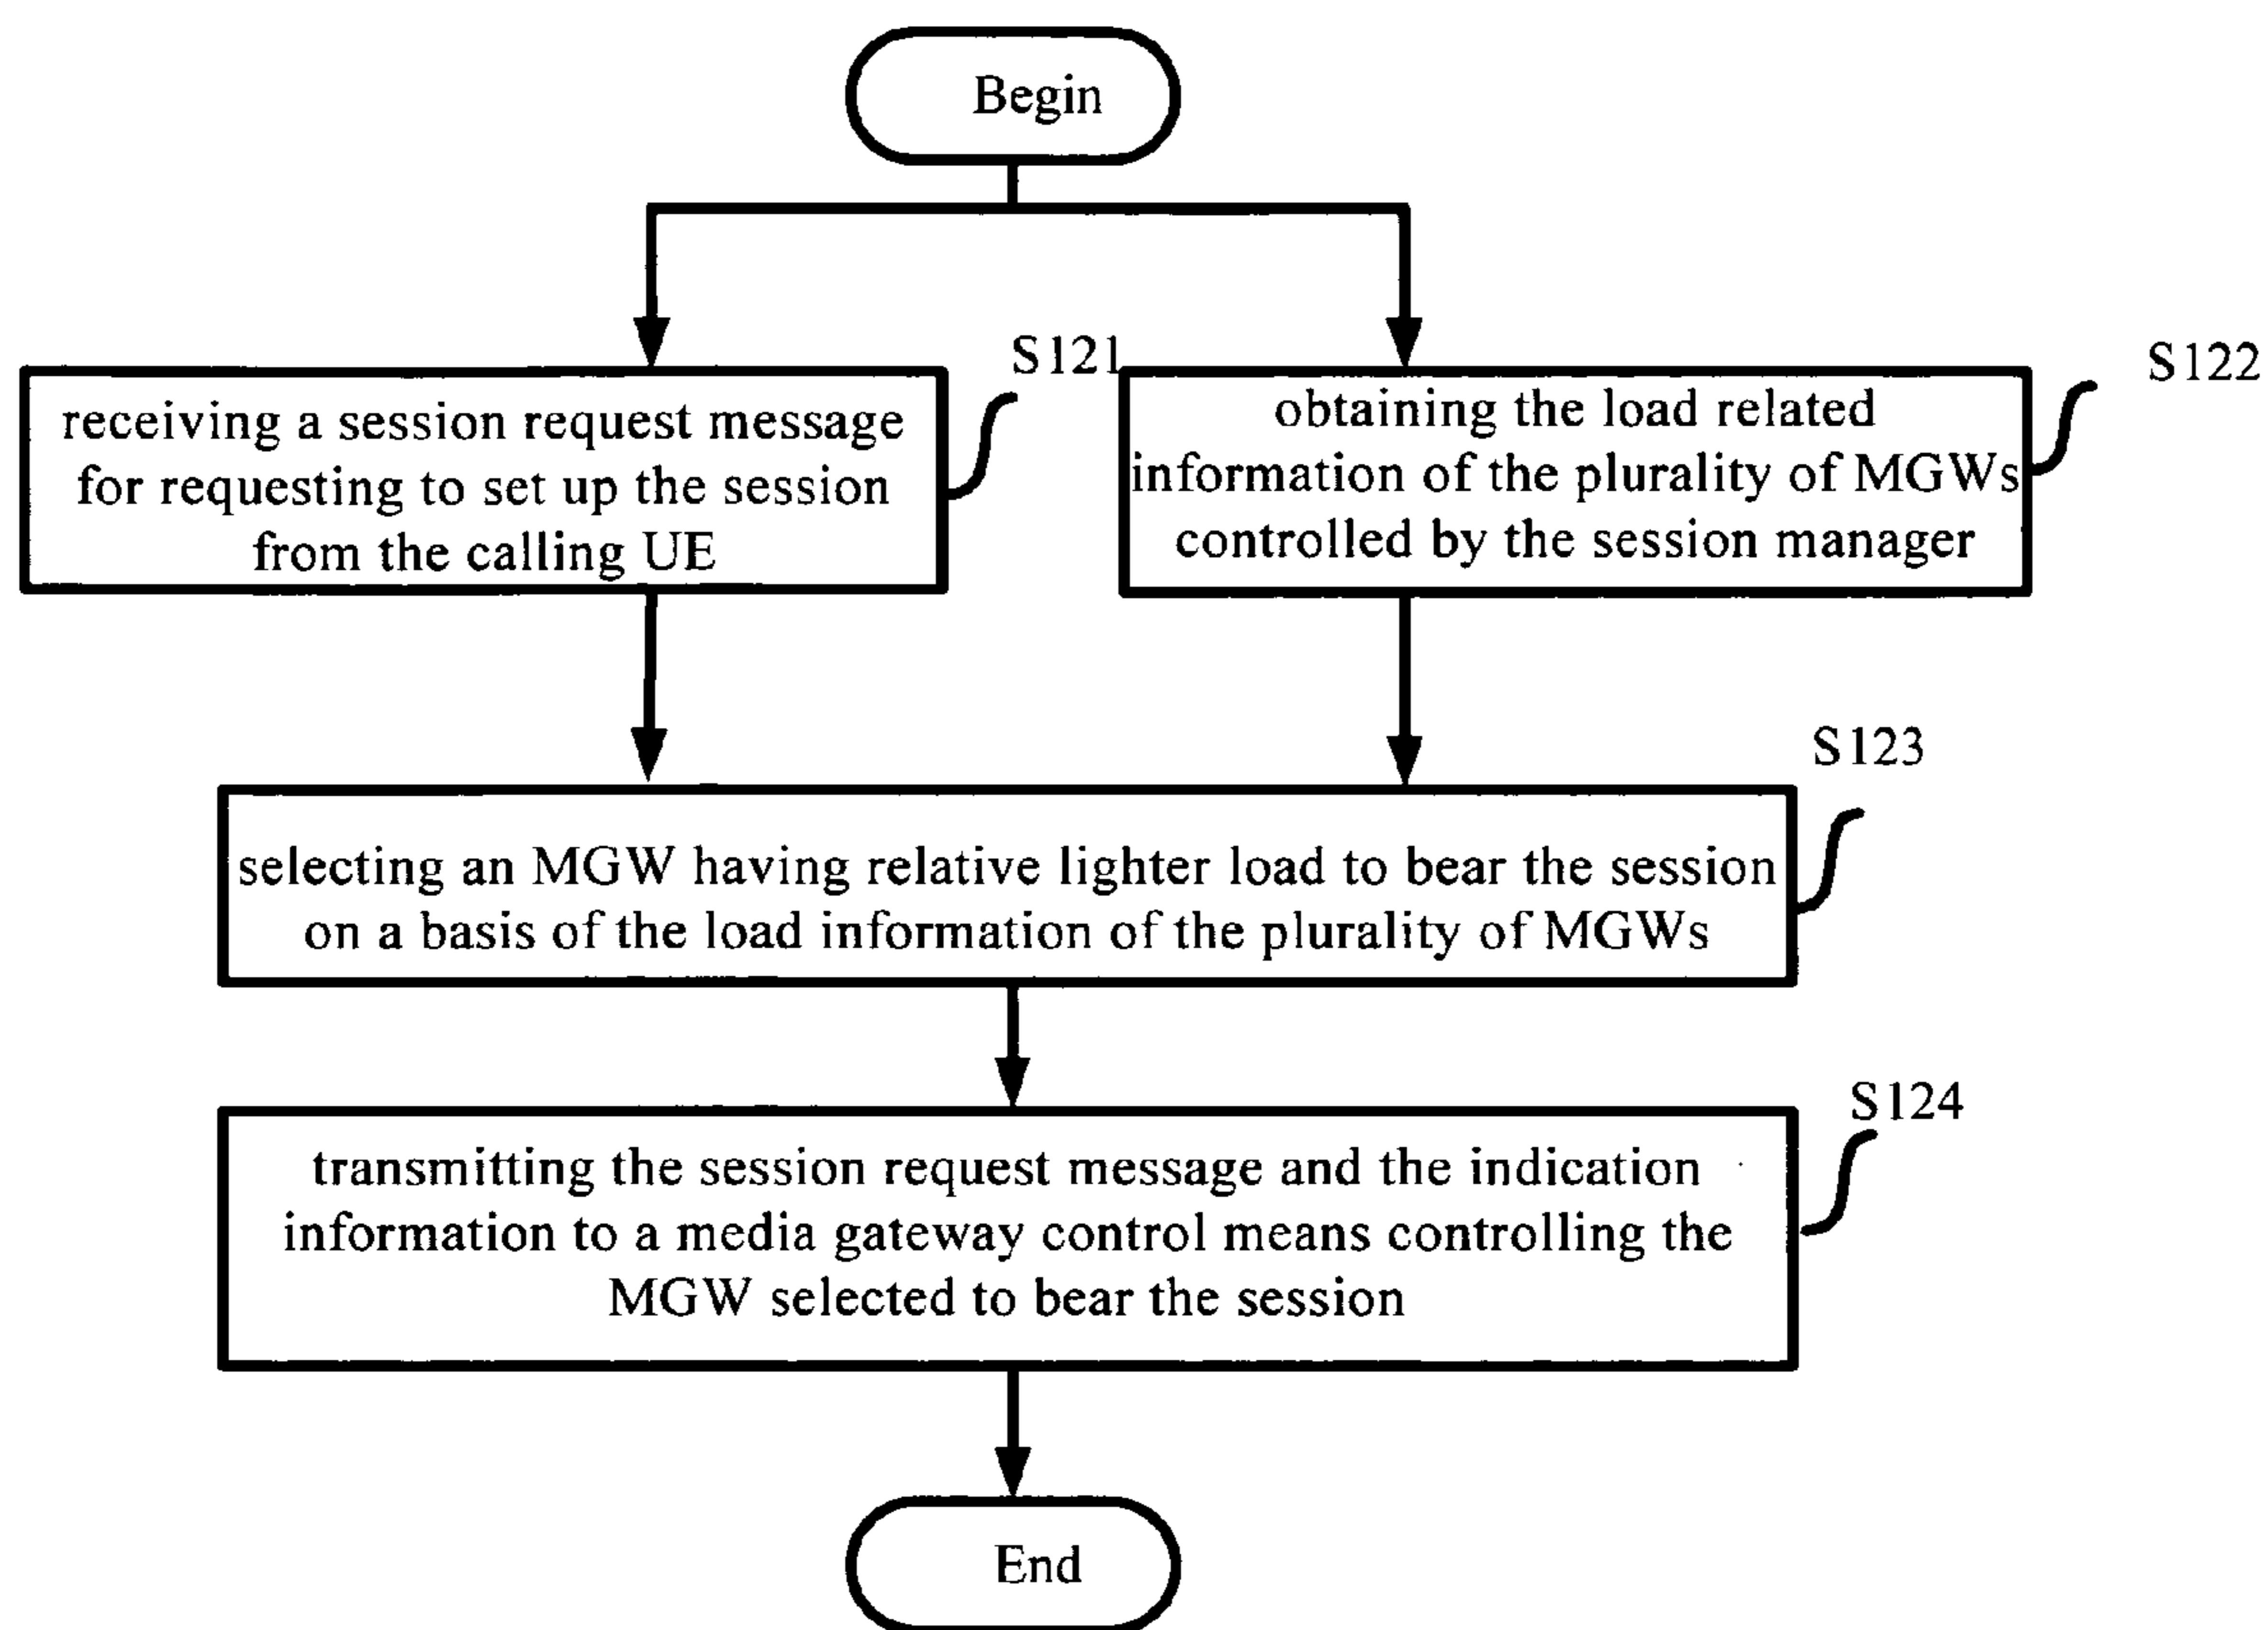 Begin
S121
receiving a session request message
for requesting to set up the session
from the calling UE
S122
obtaining the load related
information of the plurality of MGWs
controlled by the session manager
S123
selecting an MGW having relative lighter load to bear the session
on a basis of the load information of the plurality of MGWs
S124
transmitting the session request message and the indication
information to a media gateway control means controlling the
MGW selected to bear the session
End